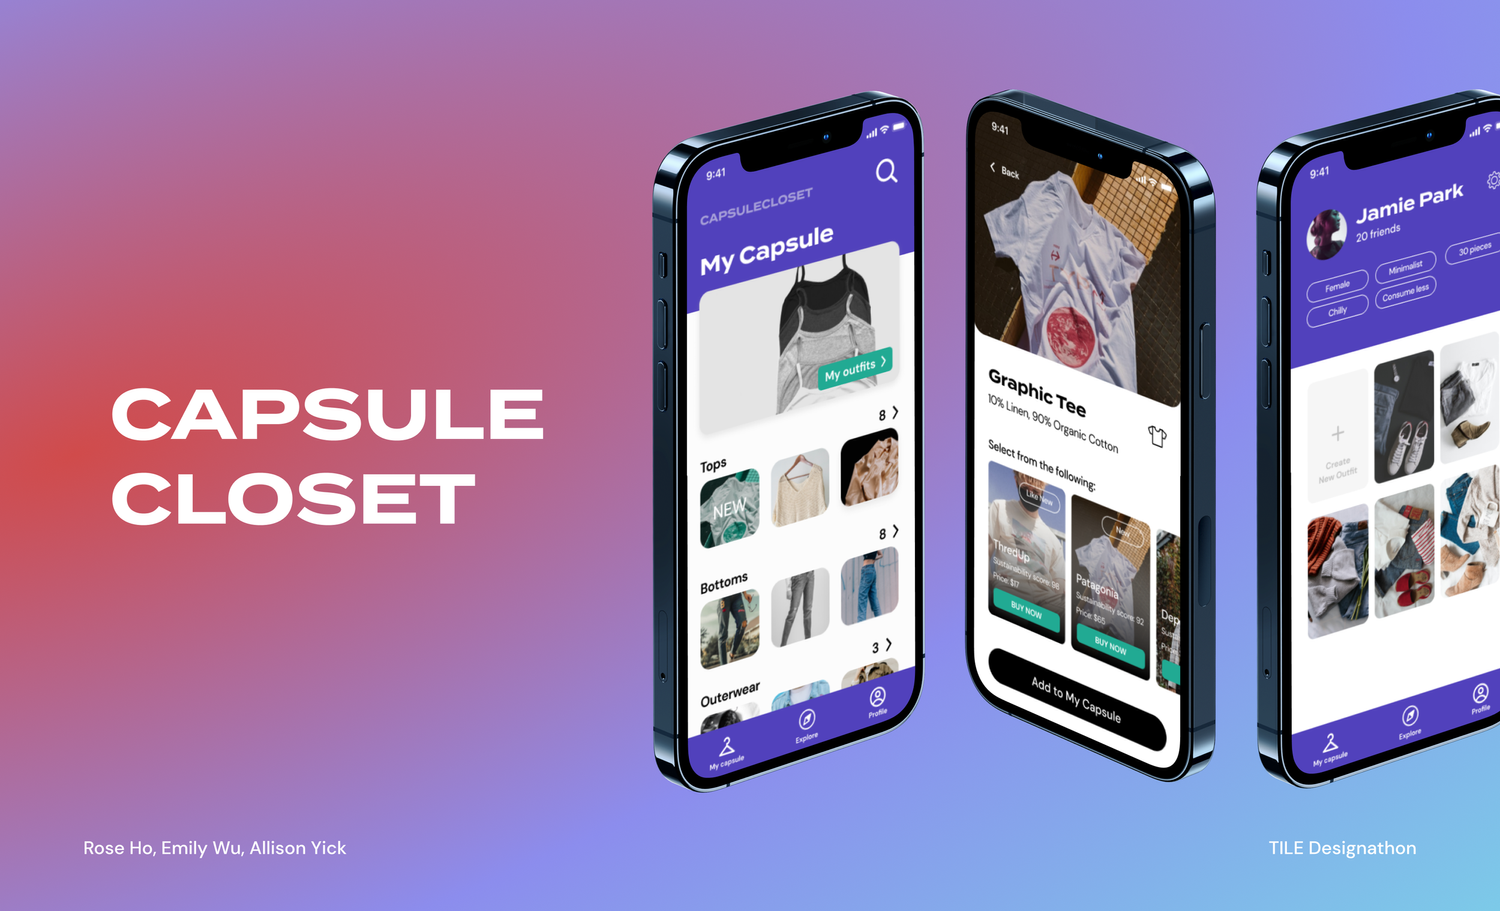 CAPSULE
CLOSET
Rose Ho, Emily Wu, Allison Yick
TILE Designathon
9:41
CAPSULECLOSET
My Capsule
My outfits
8
Tops
NEW
8
Bottoms
3
Outerwear
My capsule
Explore
Profile
9:41
Back
Graphic Tee
10% Linen, 90% Organic Cotton
Select from the following:
Like New
ThredUp
Sustainability score: 98
Price: $17
BUY NOW
New
Patagonia
Sustainability score: 92
Price: $65
BUY NOW
Dep
Sust
Price
Add to My Capsule
9:41
Jamie Park
20 friends
Female
Minimalist
30 pieces
Chilly
Consume less
Create
New Outfit
My capsule
Explore
Profile